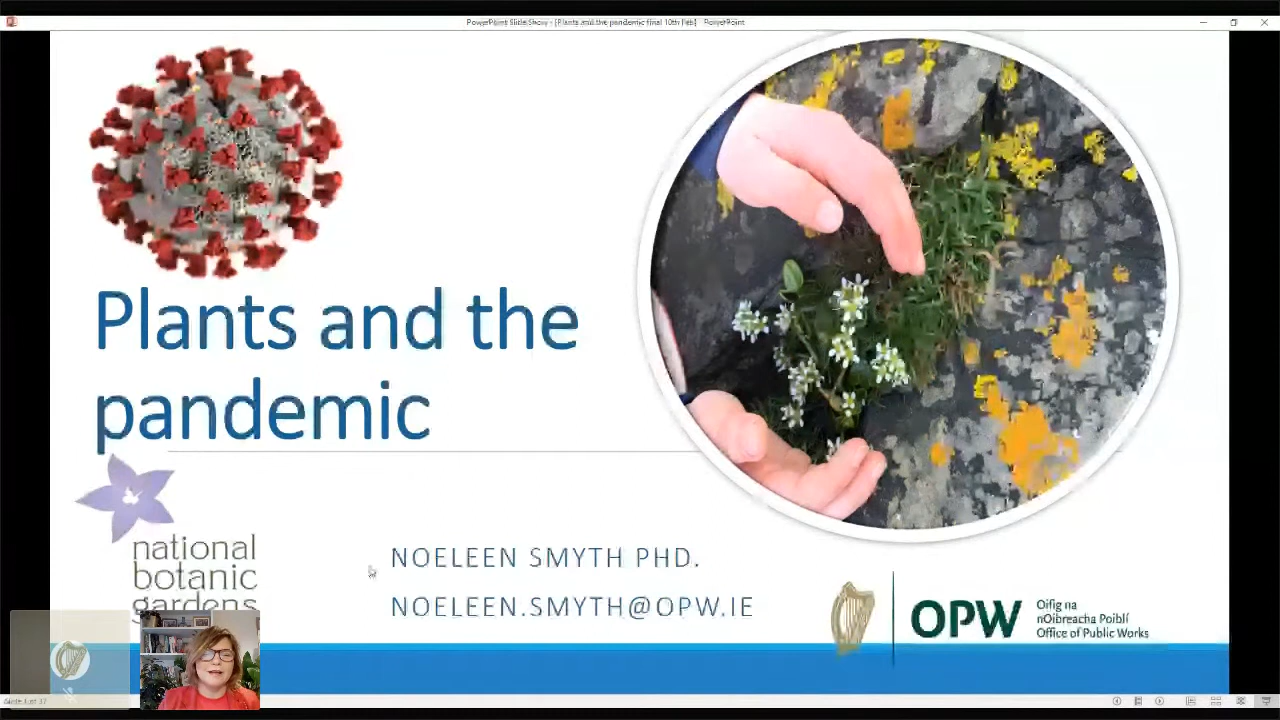 PowerPoint Slide Show - [Plants and the pandemic final 10th Feb] - PowerPoint
Plants and the
pandemic
national
botanic
gardens
NOELEEN SMYTH PHD.
NOELEEN.SMYTH@OPW.IE
OPW
Oifig na
nOibreacha Poiblí
Office of Public Works